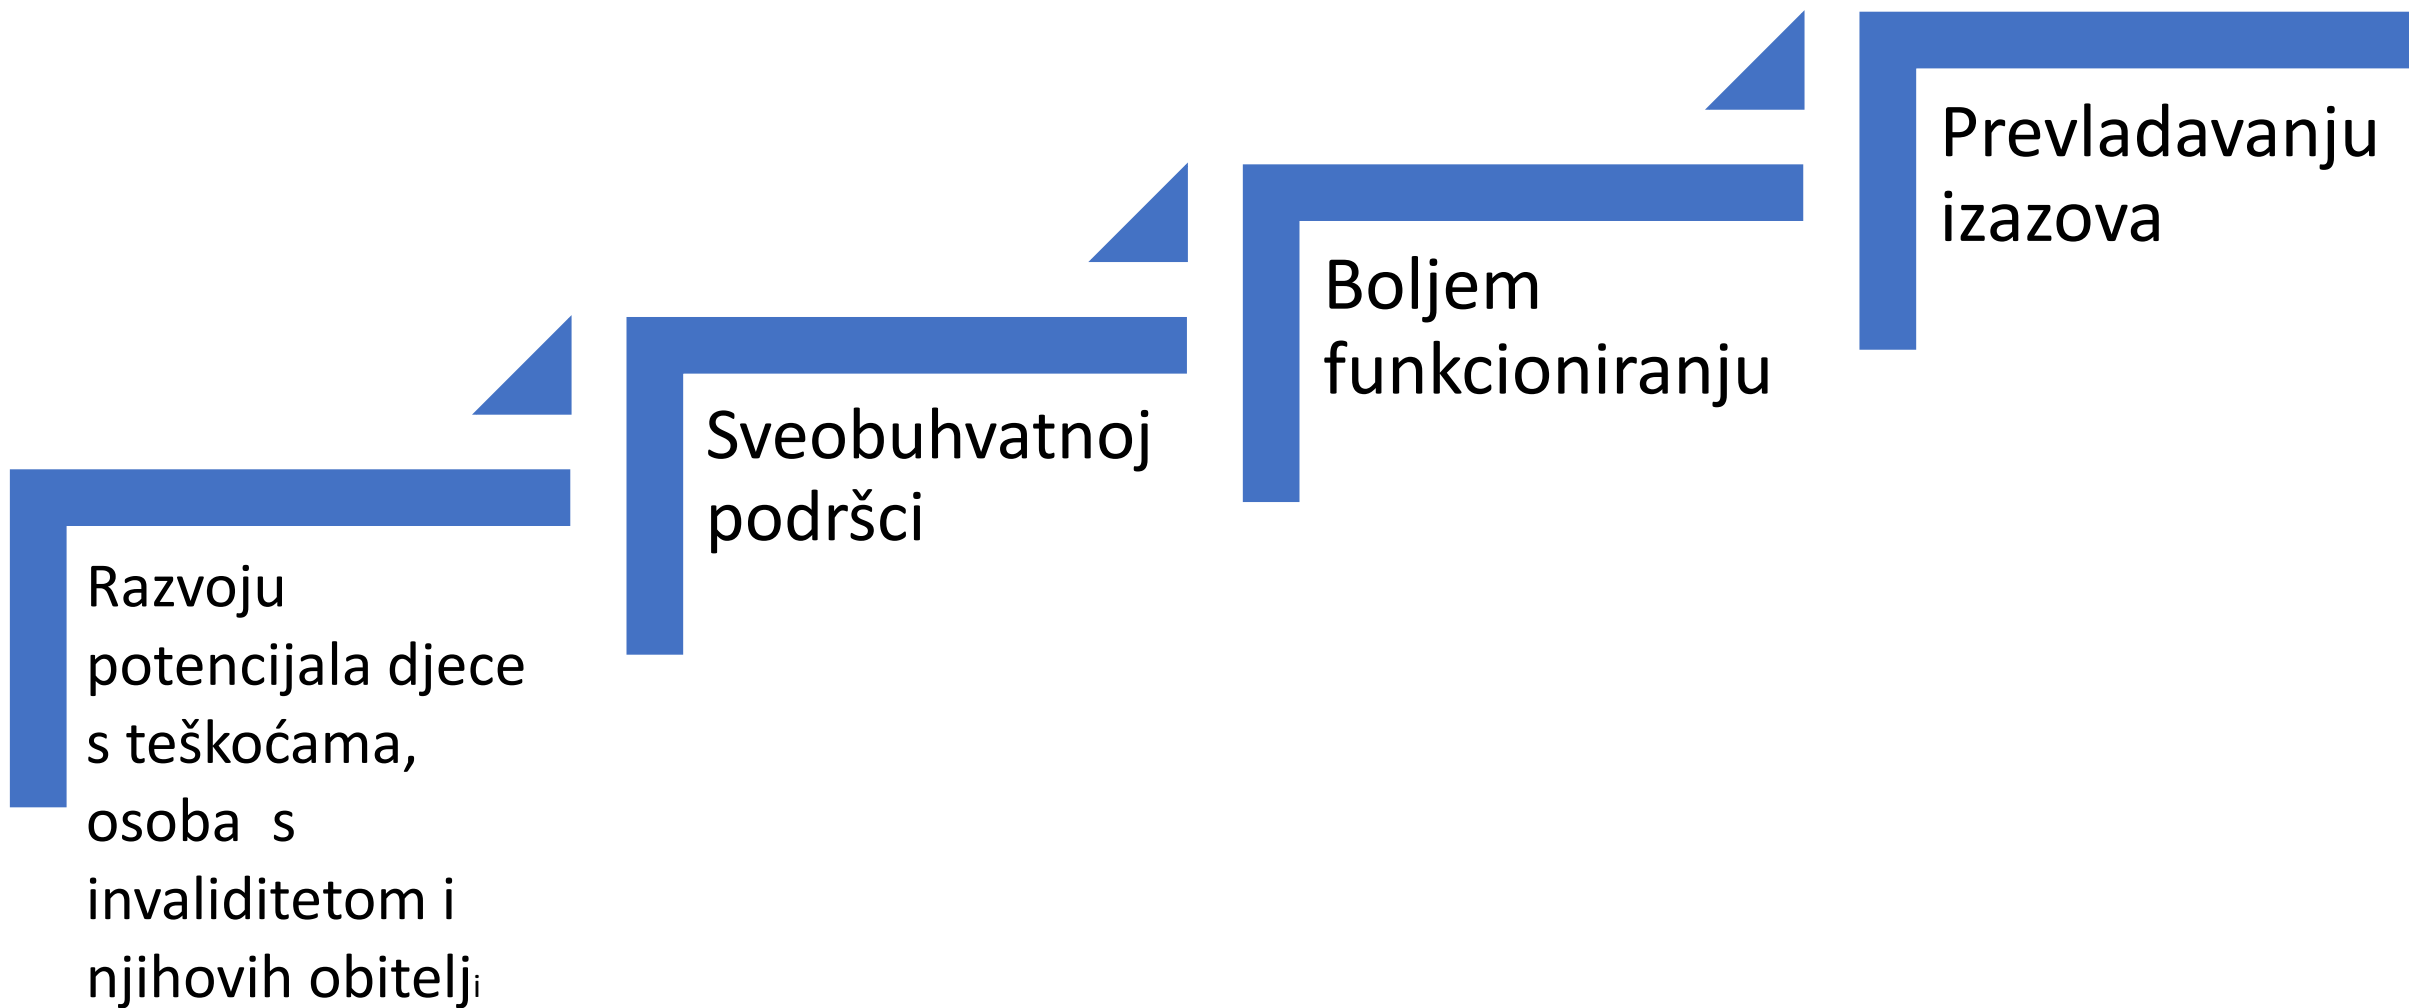 Razvoju
potencijala djece
s teškoćama,
osoba  s
invaliditetom i
njihovih obitelji
Sveobuhvatnoj
podršci
Boljem
funkcioniranju
Prevladavanju
izazova